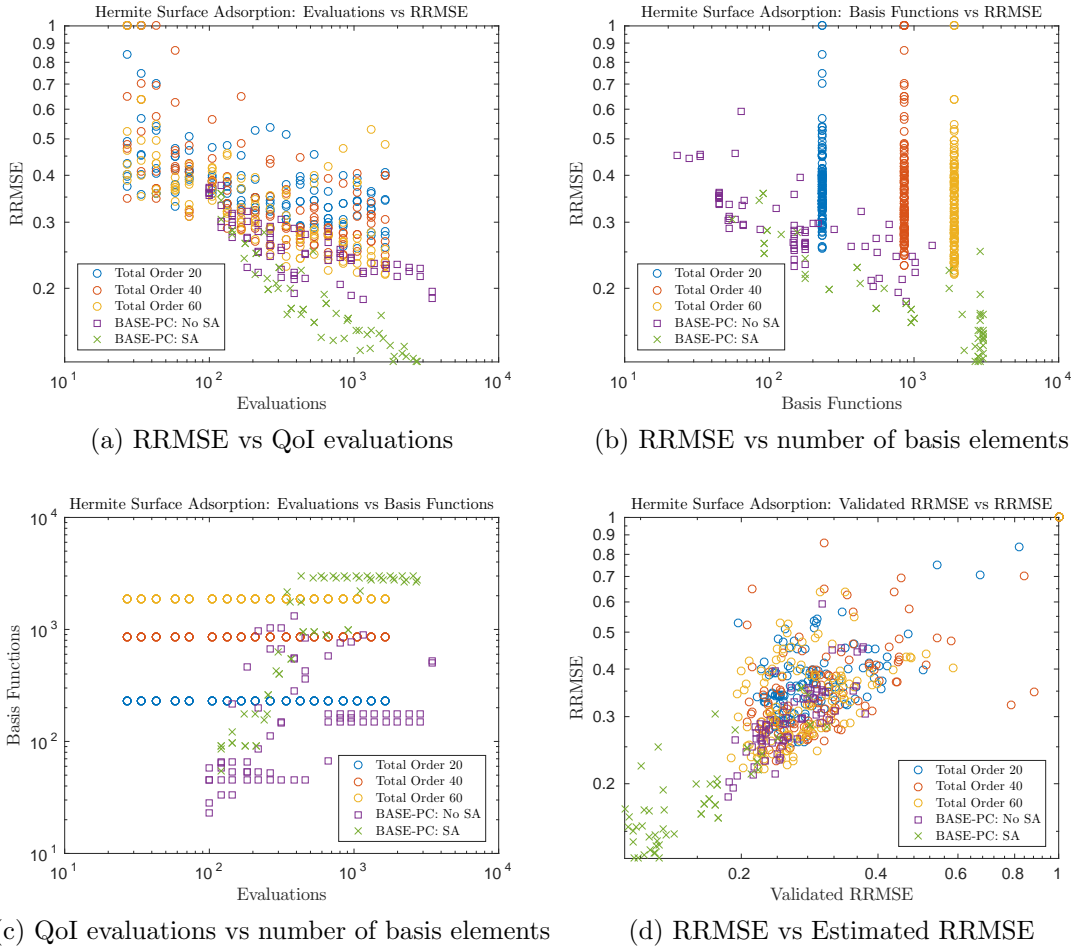 Hermite Surface Adsorption: Evaluations vs RRMSE
1
0.9
0.8
0.7
0.6
0.5
0.4
0.3
0.2
RRMSE
Total Order 20
Total Order 40
Total Order 60
BASE-PC: No SA
BASE-PC: SA
10^1
10^2
10^3
10^4
Evaluations
(a) RRMSE vs QoI evaluations
Hermite Surface Adsorption: Basis Functions vs RRMSE
1
0.9
0.8
0.7
0.6
0.5
0.4
0.3
0.2
RRMSE
Total Order 20
Total Order 40
Total Order 60
BASE-PC: No SA
BASE-PC: SA
10^1
10^2
10^3
10^4
Basis Functions
(b) RRMSE vs number of basis elements
Hermite Surface Adsorption: Evaluations vs Basis Functions
10^4
10^3
10^2
10^1
Basis Functions
Total Order 20
Total Order 40
Total Order 60
BASE-PC: No SA
BASE-PC: SA
10^1
10^2
10^3
10^4
Evaluations
c) QoI evaluations vs number of basis elements
Hermite Surface Adsorption: Validated RRMSE vs RRMSE
1
0.9
0.8
0.7
0.6
0.5
0.4
0.3
0.2
RRMSE
Total Order 20
Total Order 40
Total Order 60
BASE-PC: No SA
BASE-PC: SA
0.2
0.4
0.6
0.8
1
Validated RRMSE
(d) RRMSE vs Estimated RRMSE